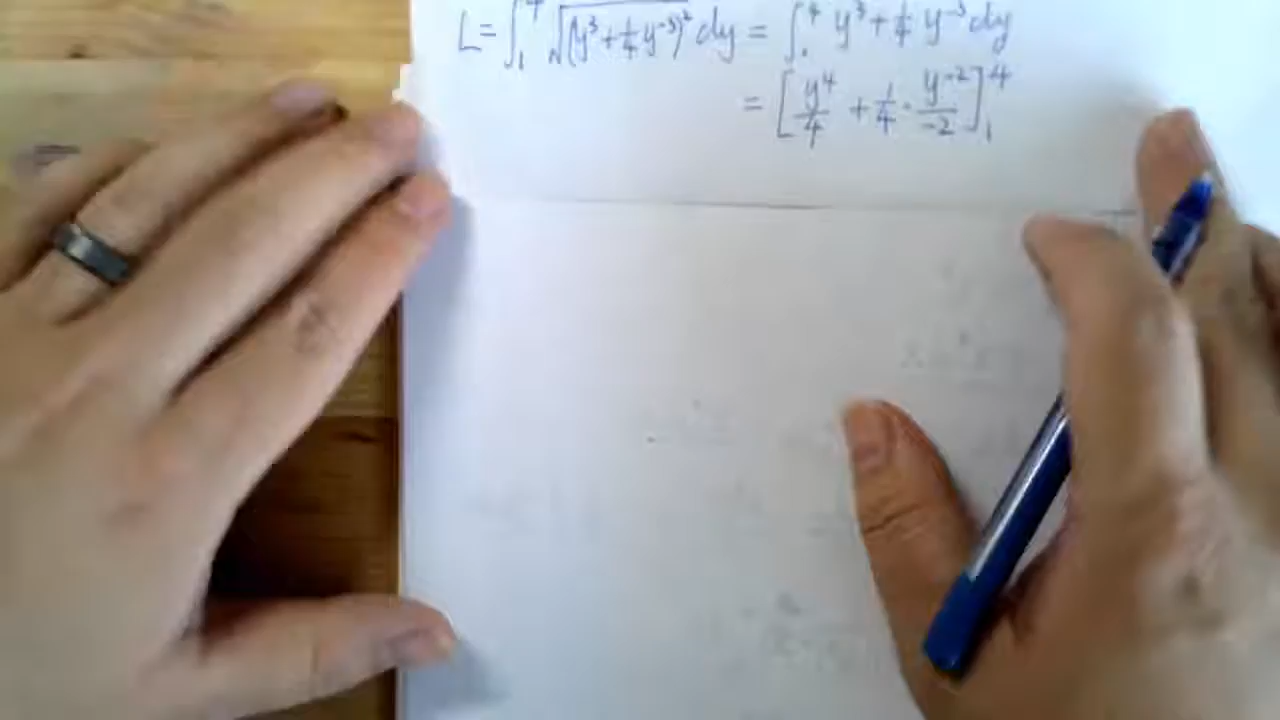 L = ∫₁⁴ √((y³ + ¼ y⁻³)²) dy = ∫₁⁴ y³ + ¼ y⁻³ dy
= [y⁴/4 + 1/4 · y⁻²/-2]₁⁴